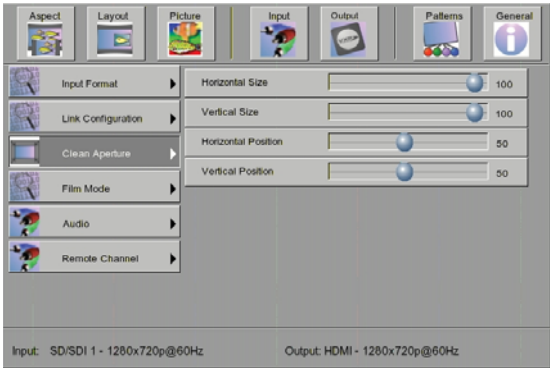 Aspect Layout Picture Input Output Patterns General
Input Format Horizontal Size 100
Link Configuration Vertical Size 100
Clean Aperture Horizontal Position 50
Film Mode Vertical Position 50
Audio
Remote Channel
Input: SD/SDI 1 - 1280x720p@60Hz Output: HDMI - 1280x720p@60Hz